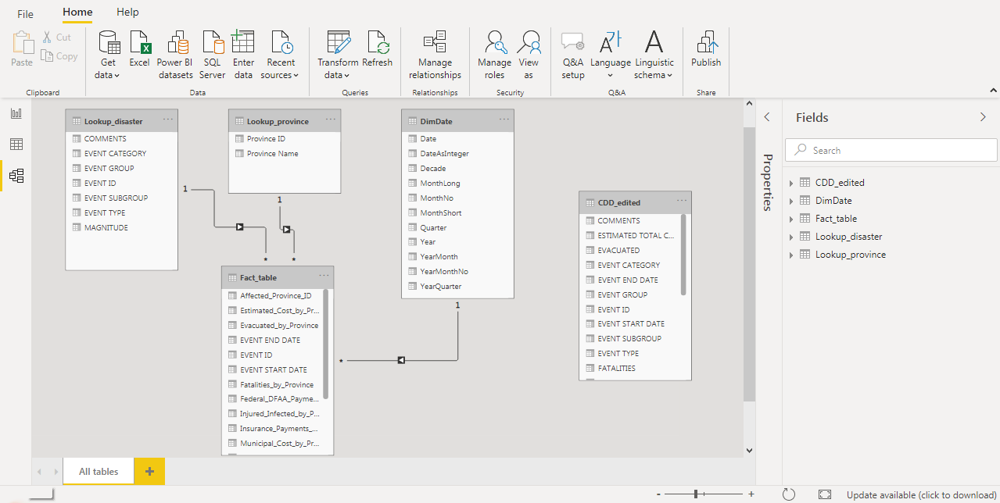 File Home Help
Paste
Cut
Copy
Get data
Excel
Power BI datasets
SQL Server
Enter data
Recent sources
Transform data
Refresh
Manage relationships
Manage roles
View as
Q&A setup
Language
Linguistic schema
Publish
Clipboard
Data
Queries
Relationships
Security
Q&A
Share
Lookup_disaster
COMMENTS
EVENT CATEGORY
EVENT GROUP
EVENT ID
EVENT SUBGROUP
EVENT TYPE
MAGNITUDE
Lookup_province
Province ID
Province Name
DimDate
Date
DateAsInteger
Decade
MonthLong
MonthNo
MonthShort
Quarter
Year
YearMonth
YearMonthNo
YearQuarter
CDD_edited
COMMENTS
ESTIMATED TOTAL C...
EVACUATED
EVENT CATEGORY
EVENT END DATE
EVENT GROUP
EVENT ID
EVENT START DATE
EVENT SUBGROUP
EVENT TYPE
FATALITIES
1
1
*
*
Fact_table
Affected_Province_ID
Estimated_Cost_by_Pr...
Evacuated_by_Province
EVENT END DATE
EVENT ID
EVENT START DATE
Fatalities_by_Province
Federal_DFAA_Payme...
Injured_Infected_by_P...
Insurance_Payments_...
Municipal_Cost_by_Pr...
1
*
Properties
Fields
Search
CDD_edited
DimDate
Fact_table
Lookup_disaster
Lookup_province
All tables
+
- +
Update available (click to download)